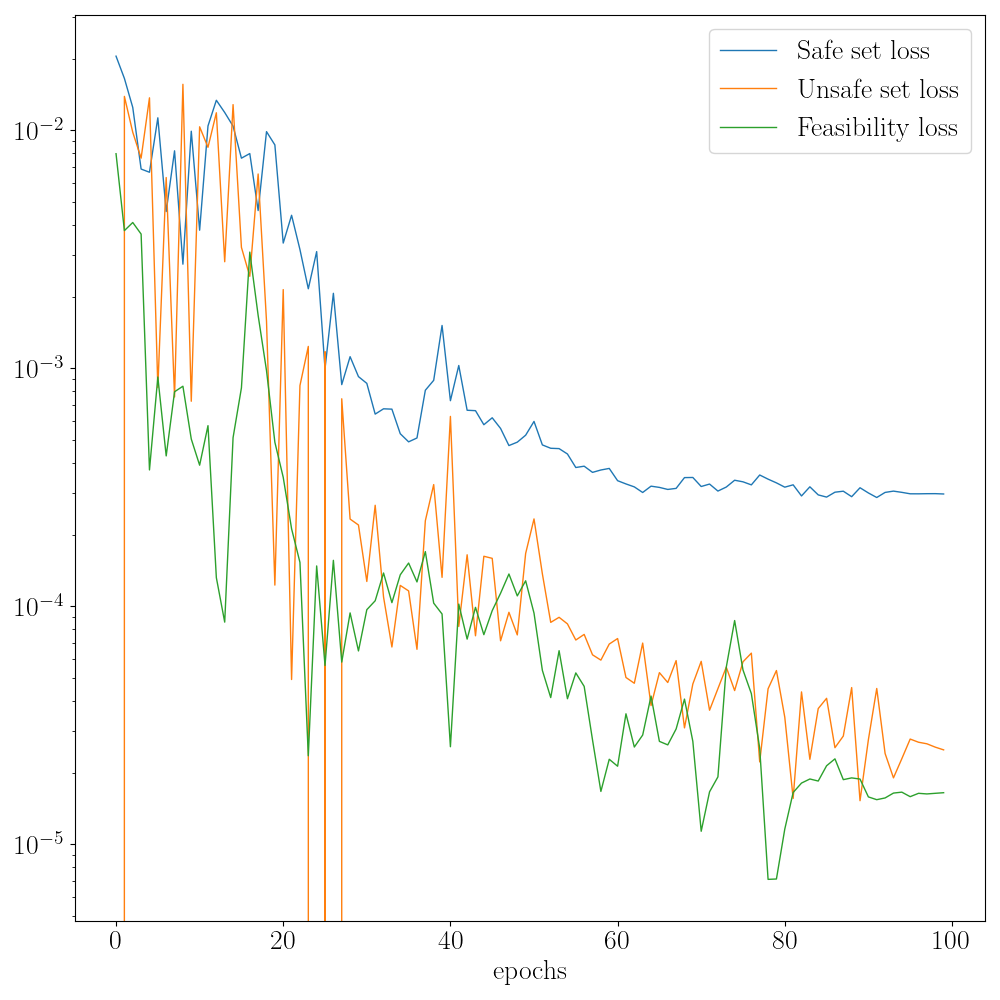 Safe set loss
Unsafe set loss
Feasibility loss
10⁻²
10⁻³
10⁻⁴
10⁻⁵
0 20 40 60 80 100
epochs